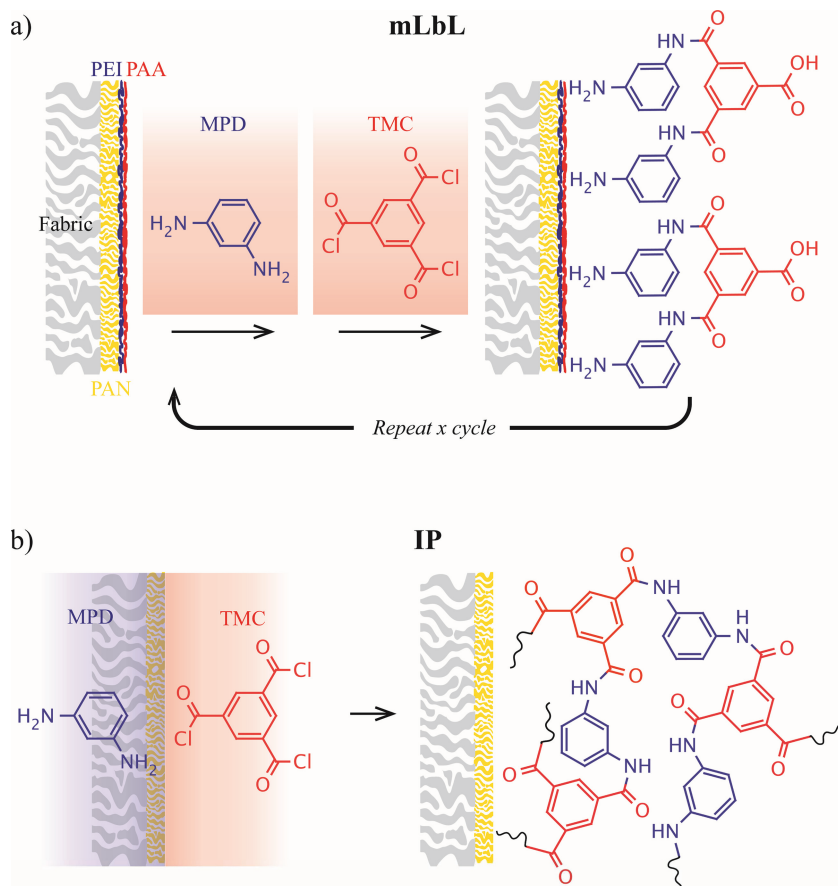 a)
mLbL
PEI PAA
MPD
TMC
Fabric
PAN
H₂N
NH₂
O
Cl
Cl
O
O
Cl
O
NH
OH
H₂N
O
HN
O
H₂N
O
NH
OH
H₂N
O
HN
O
H₂N
Repeat x cycle
b)
IP
MPD
TMC
H₂N
NH₂
O
Cl
O
Cl
Cl
O
O
O
H
N
HN
NH
O
O
HN
O
O
NH
O
O
HN
O
O
HN